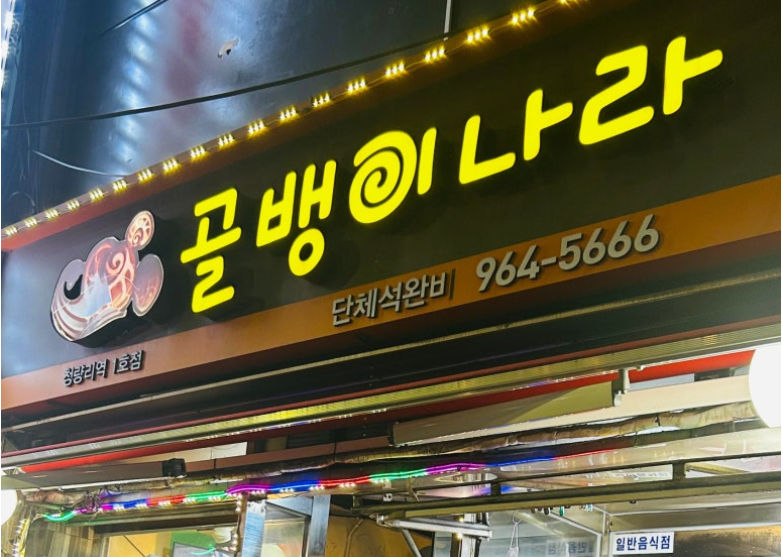 골뱅이나라
단체석완비 964-5666
청량리역 1호점
일반음식점